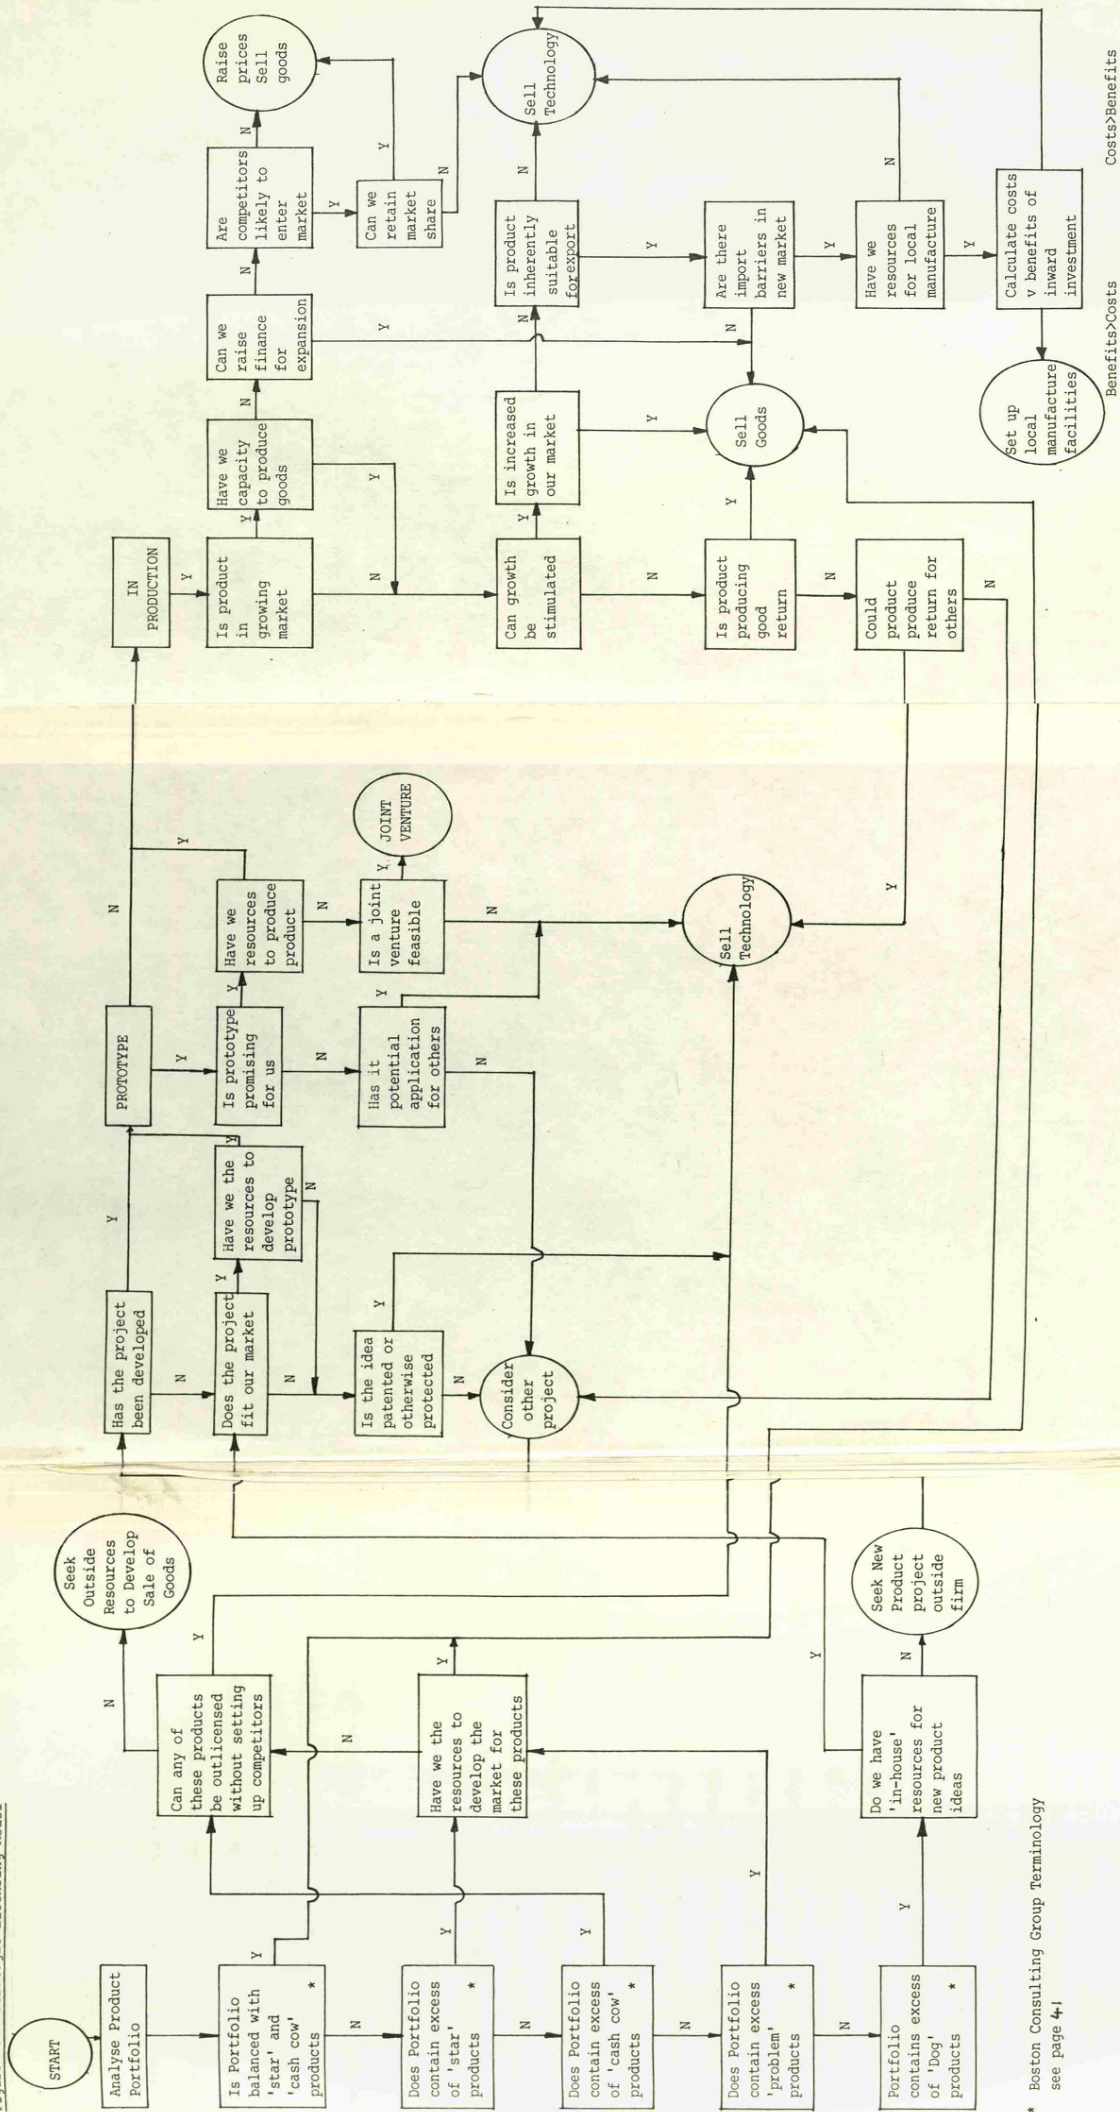 START
Analyse Product
Portfolio
Is Portfolio
balanced with
'star' and
'cash cow'
products *
Y
N
Does Portfolio
contain excess
of 'star'
products *
Y
N
Does Portfolio
contain excess
of 'cash cow'
products *
Y
N
Does Portfolio
contain excess
'problem'
products *
Y
N
Portfolio
contains excess
of 'Dog'
products *
Y
Can any of
these products
be outlicensed
without setting
up competitors
N
Y
Have we the
resources to
develop the
market for
these products
N
Y
Do we have
'in-house'
resources for
new product
ideas
Y
N
Seek
Outside
Resources
to Develop
Sale of
Goods
Seek New
Product
project
outside
firm
* Boston Consulting Group Terminology
see page 41
Has the project
been developed
Y
N
Does the project
fit our market
Y
N
Have we the
resources to
develop
prototype
Y
N
Is the idea
patented or
otherwise
protected
Y
N
Consider
other
project
PROTOTYPE
N
Y
Is prototype
promising
for us
Y
N
Have we
resources
to produce
product
Y
N
Has it
potential
application
for others
Y
N
Is a joint
venture
feasible
Y
N
JOINT
VENTURE
Sell
Technology
IN
PRODUCTION
Y
Is product
in
growing
market
Y
N
Have we
capacity
to produce
goods
N
Y
Can we
raise
finance
for
expansion
N
Y
Are
competitors
likely to
enter
market
N
Y
Raise
prices
Sell
goods
Can we
retain
market
share
Y
N
Can growth
be
stimulated
Y
N
Is increased
growth in
our market
N
Y
Is product
inherently
suitable
forexport
N
Y
Sell
Technology
Is product
producing
good
return
Y
N
Sell
Goods
Are there
import
barriers in
new market
N
Y
Could
product
produce
return for
others
Y
N
Have we
resources
for local
manufacture
N
Y
Calculate costs
v benefits of
inward
investment
Set up
local
manufacture
facilities
Benefits>Costs
Costs>Benefits